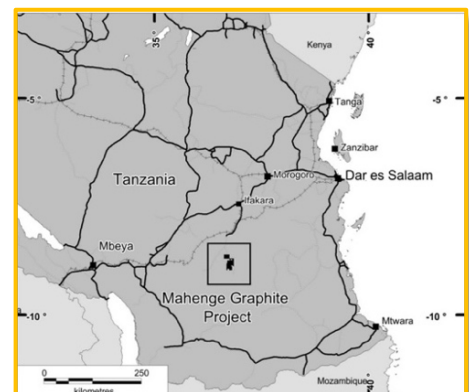 35
40
Kenya
-5
-5
Tanga
Zanzibar
Morogoro
Tanzania
Dar es Salaam
Ifakara
Mbeya
Mahenge Graphite
Project
-10
-10
Mtwara
0
250
kilometres
Mozambique
40